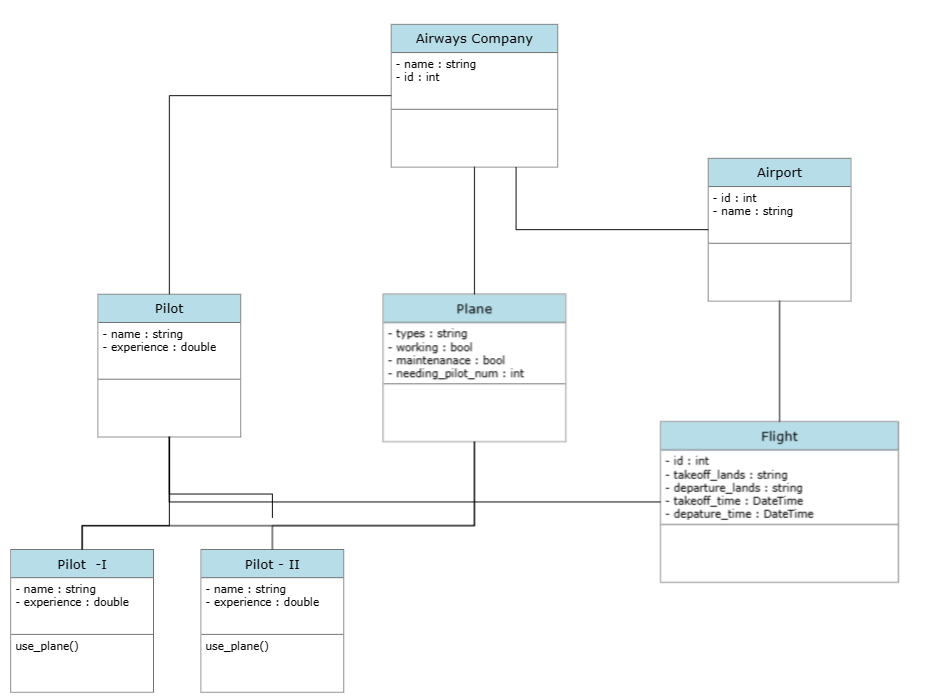 Airways Company
- name : string
- id : int
Airport
- id : int
- name : string
Pilot
- name : string
- experience : double
Plane
- types : string
- working : bool
- maintenanace : bool
- needing_pilot_num : int
Flight
- id : int
- takeoff_lands : string
- departure_lands : string
- takeoff_time : DateTime
- depature_time : DateTime
Pilot -I
- name : string
- experience : double
use_plane()
Pilot - II
- name : string
- experience : double
use_plane()